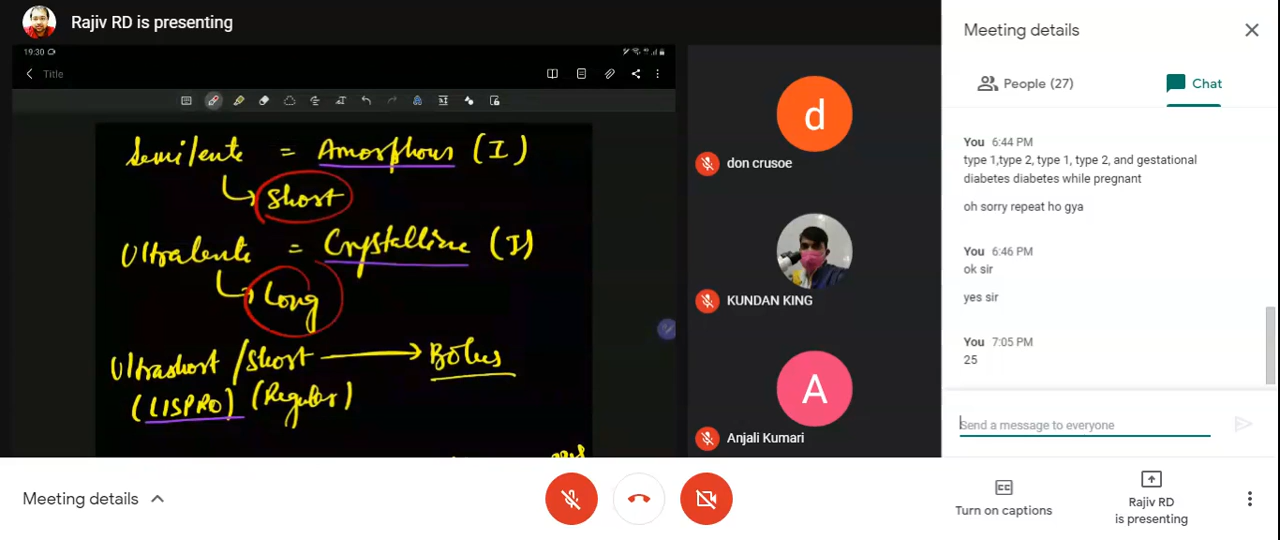 Rajiv RD is presenting
19:30
Title
Semilente = Amorphous (I)
Short
Ultralente = Crystalline (I)
Long
Ultrashort/Short → Bolus
(LISPRO) (Regular)
d
don crusoe
KUNDAN KING
A
Anjali Kumari
Meeting details
People (27)
Chat
You 6:44 PM
type 1,type 2, type 1, type 2, and gestational
diabetes diabetes while pregnant
oh sorry repeat ho gya
You 6:46 PM
ok sir
yes sir
You 7:05 PM
25
Send a message to everyone
Meeting details
CC
Turn on captions
Rajiv RD
is presenting